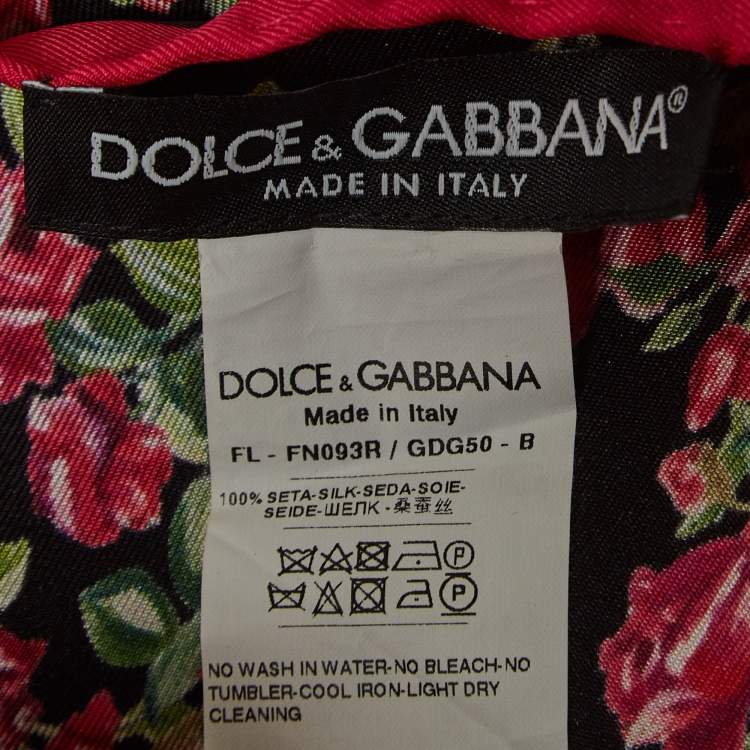 DOLCE & GABBANA®
MADE IN ITALY
DOLCE & GABBANA
Made in Italy
FL - FN093R / GDG50 - B
100% SETA-SILK-SEDA-SOIE-
SEIDE-ШЕЛК -桑蚕丝
P
P
NO WASH IN WATER-NO BLEACH-NO
TUMBLER-COOL IRON-LIGHT DRY
CLEANING